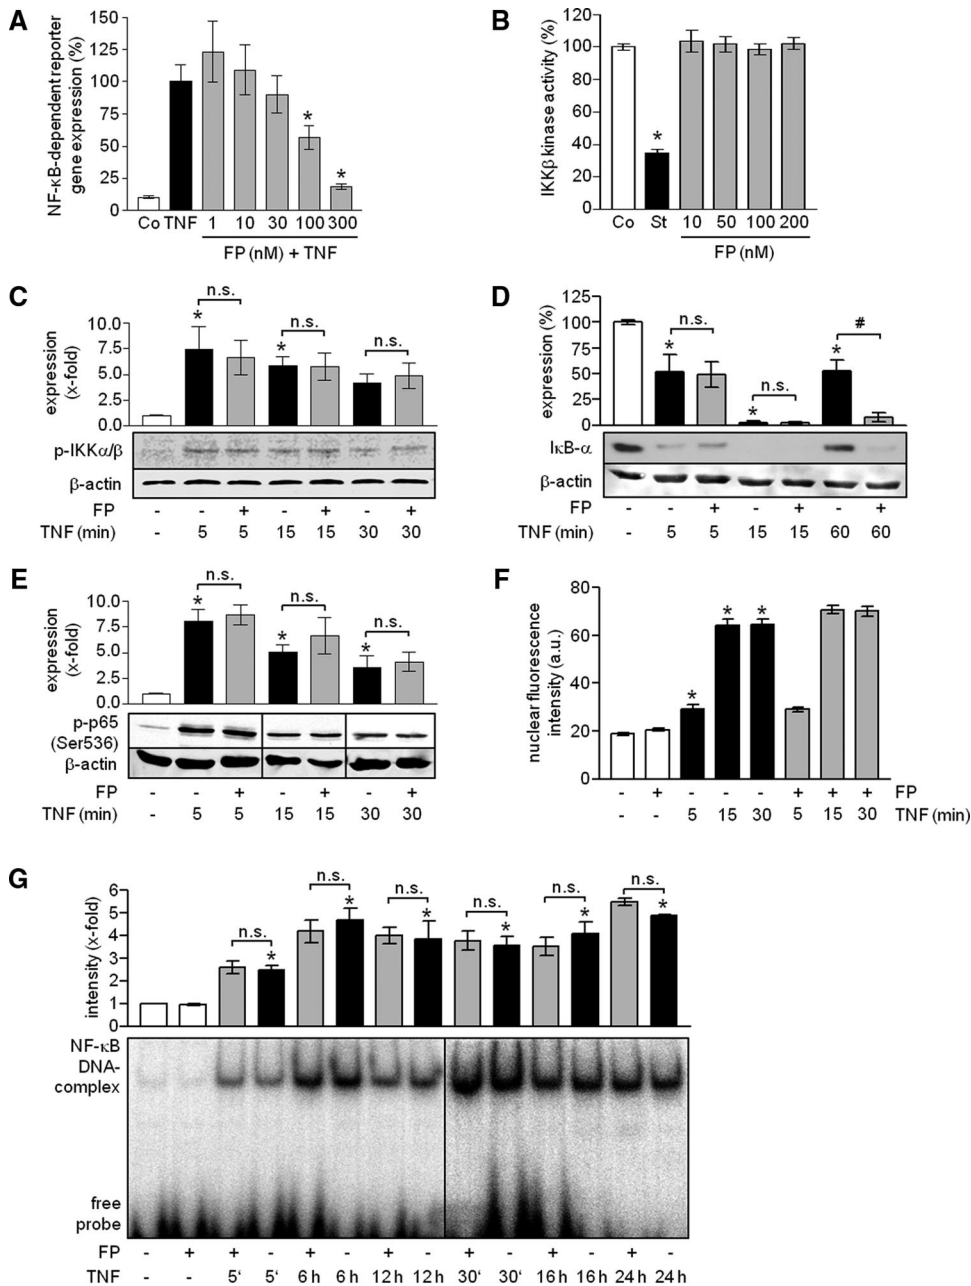 A
NF-κB-dependent reporter
gene expression (%)
150
125
100
75
50
25
0
*
*
Co TNF 1 10 30 100 300
FP (nM) + TNF
B
IKKβ kinase activity (%)
120
100
80
60
40
20
0
*
Co St 10 50 100 200
FP (nM)
C
expression
(x-fold)
10.0
7.5
5.0
2.5
0.0
n.s.
n.s.
n.s.
*
*
p-IKKα/β
β-actin
FP - - + - + - +
TNF (min) - 5 5 15 15 30 30
D
expression (%)
125
100
75
50
25
0
n.s.
n.s.
#
*
*
*
IκB-α
β-actin
FP - - + - + - +
TNF (min) - 5 5 15 15 60 60
E
expression
(x-fold)
10.0
7.5
5.0
2.5
0.0
n.s.
n.s.
n.s.
*
*
*
p-p65
(Ser536)
β-actin
FP - - + - + - +
TNF (min) - 5 5 15 15 30 30
F
nuclear fluorescence
intensity (a.u.)
80
60
40
20
0
*
*
*
- + - - - + + + FP
- - 5 15 30 5 15 30 TNF (min)
G
intensity (x-fold)
6
5
4
3
2
1
0
n.s.
n.s.
n.s.
n.s.
n.s.
n.s.
*
*
*
*
*
*
NF-κB
DNA-
complex
free
probe
FP - + + - + - + - + - + - + -
TNF - - 5‘ 5‘ 6 h 6 h 12 h 12 h 30‘ 30‘ 16 h 16 h 24 h 24 h